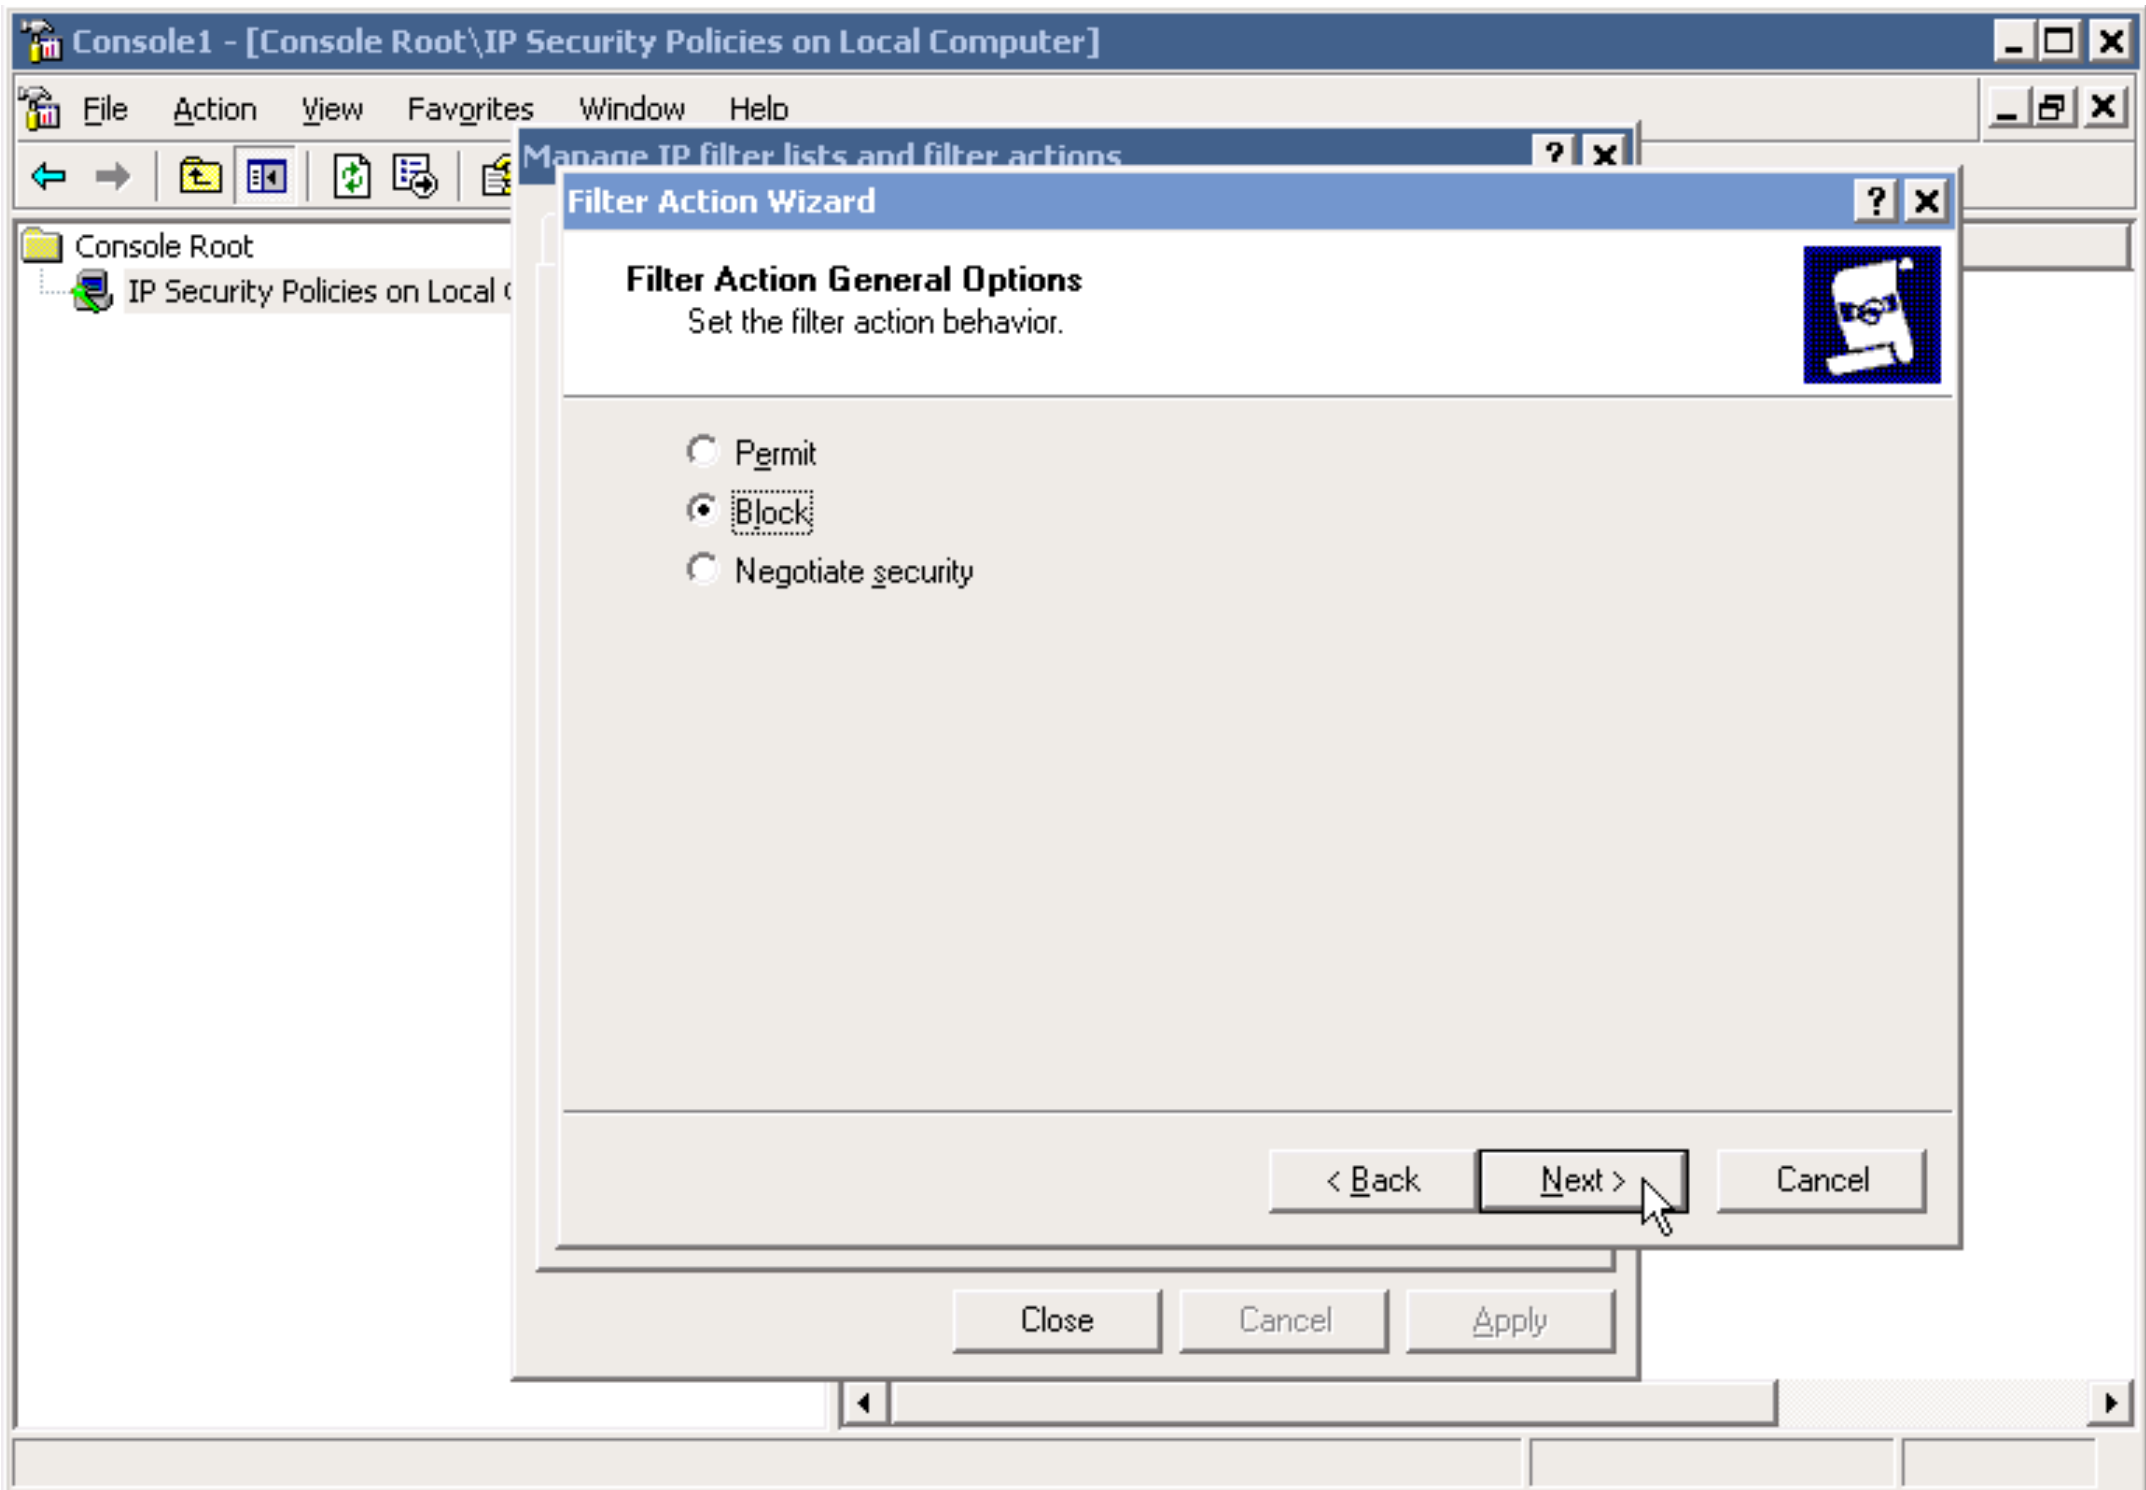 Console1 - [Console Root\IP Security Policies on Local Computer]
File Action View Favorites Window Help
Manage IP filter lists and filter actions
Filter Action Wizard
Console Root
IP Security Policies on Local
Filter Action General Options
Set the filter action behavior.
Permit
Block
Negotiate security
< Back Next > Cancel
Close Cancel Apply